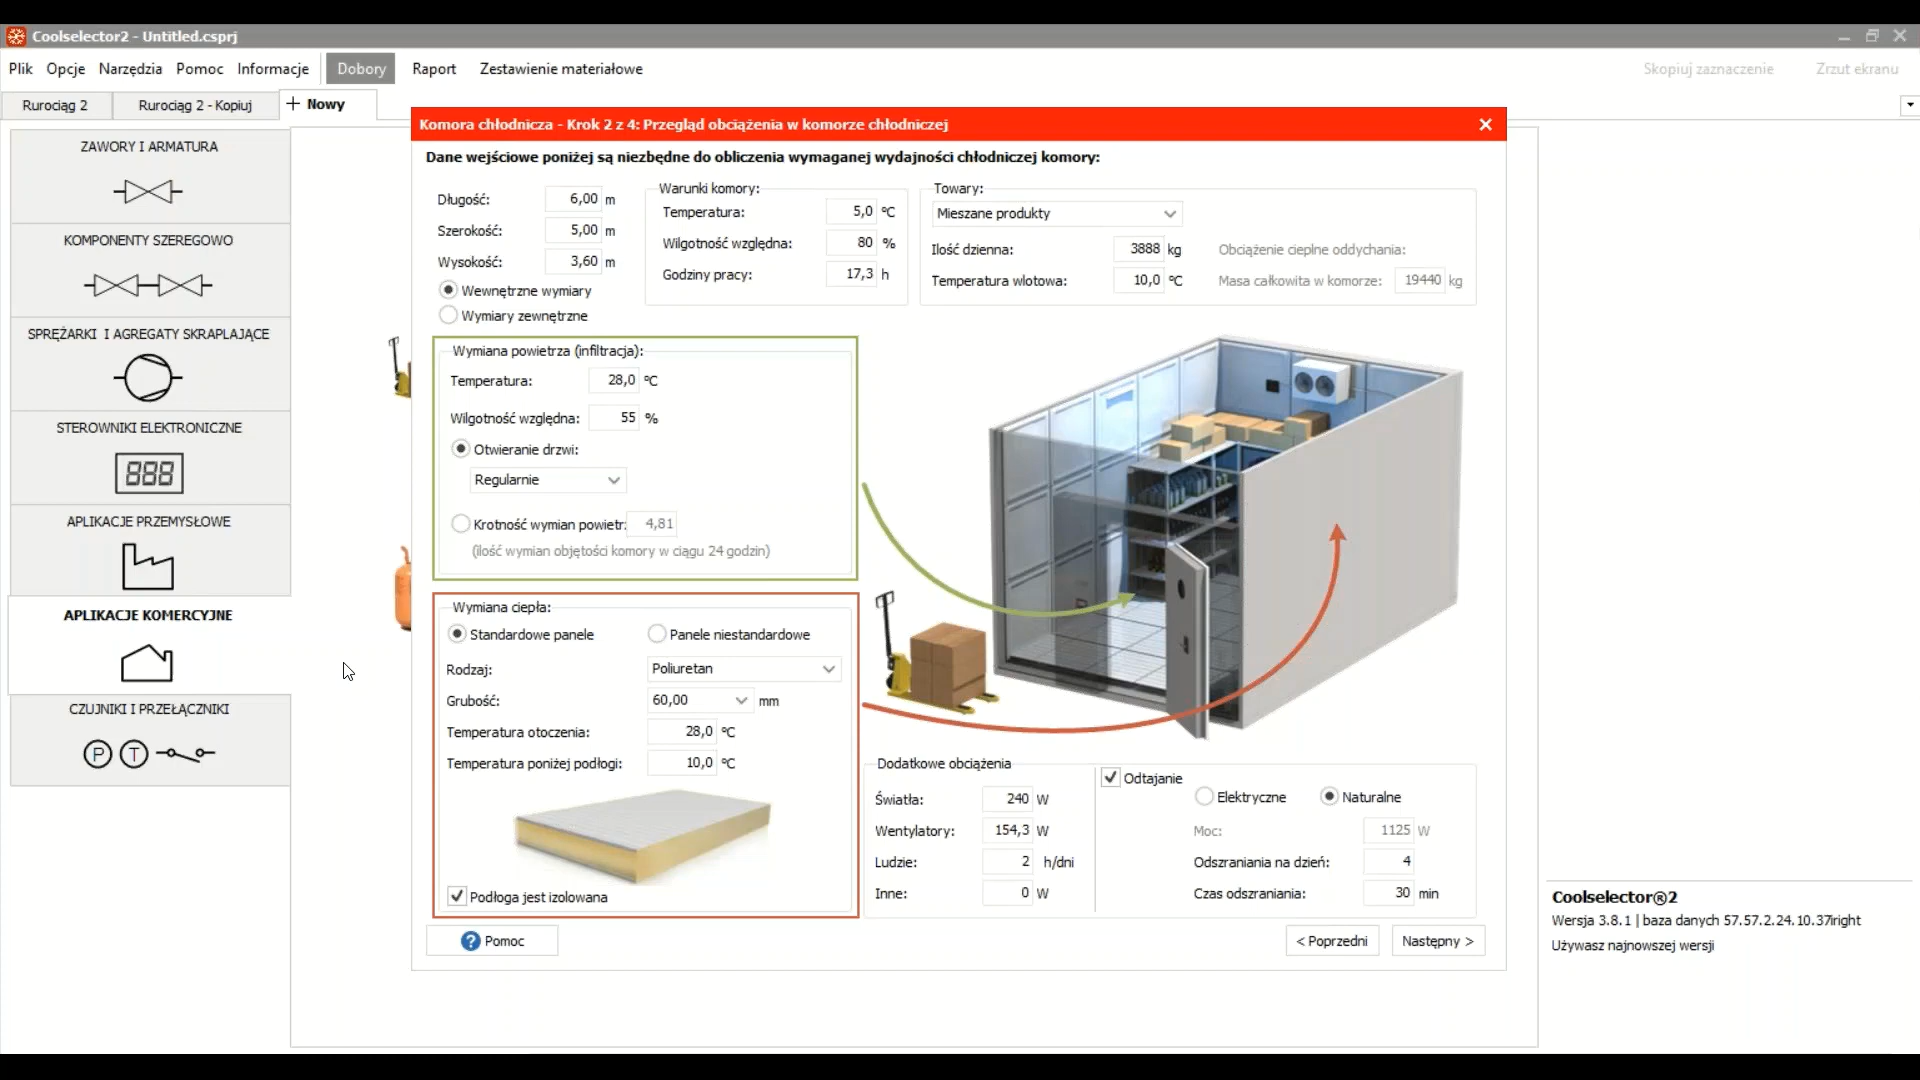 Coolselector2 - Untitled.csprj
Plik Opcje Narzędzia Pomoc Informacje Dobory Raport Zestawienie materiałowe Skopiuj zaznaczenie Zrzut ekranu
Rurociąg 2 Rurociąg 2 - Kopiuj + Nowy
ZAWORY I ARMATURA
KOMPONENTY SZEREGOWO
SPRĘŻARKI I AGREGATY SKRAPLAJĄCE
STEROWNIKI ELEKTRONICZNE
888
APLIKACJE PRZEMYSŁOWE
APLIKACJE KOMERCYJNE
CZUJNIKI I PRZEŁĄCZNIKI
P T
Komora chłodnicza - Krok 2 z 4: Przegląd obciążenia w komorze chłodniczej
Dane wejściowe poniżej są niezbędne do obliczenia wymaganej wydajności chłodniczej komory:
Długość: 6,00 m
Szerokość: 5,00 m
Wysokość: 3,60 m
Wewnętrzne wymiary
Wymiary zewnętrzne
Warunki komory:
Temperatura: 5,0 °C
Wilgotność względna: 80 %
Godziny pracy: 17,3 h
Towary:
Mieszane produkty
Ilość dzienna: 3888 kg Obciążenie cieplne oddychania:
Temperatura wlotowa: 10,0 °C Masa całkowita w komorze: 19440 kg
Wymiana powietrza (infiltracja):
Temperatura: 28,0 °C
Wilgotność względna: 55 %
Otwieranie drzwi:
Regularnie
Krotność wymian powietr: 4,81
(ilość wymian objętości komory w ciągu 24 godzin)
Wymiana ciepła:
Standardowe panele Panele niestandardowe
Rodzaj: Poliuretan
Grubość: 60,00 mm
Temperatura otoczenia: 28,0 °C
Temperatura poniżej podłogi: 10,0 °C
Podłoga jest izolowana
Dodatkowe obciążenia
Światła: 240 W
Wentylatory: 154,3 W
Ludzie: 2 h/dni
Inne: 0 W
Odtajanie
Elektryczne Naturalne
Moc: 1125 W
Odszraniania na dzień: 4
Czas odszraniania: 30 min
? Pomoc < Poprzedni Następny >
Coolselector®2
Wersja 3.8.1 | baza danych 57.57.2.24.10.37iright
Używasz najnowszej wersji